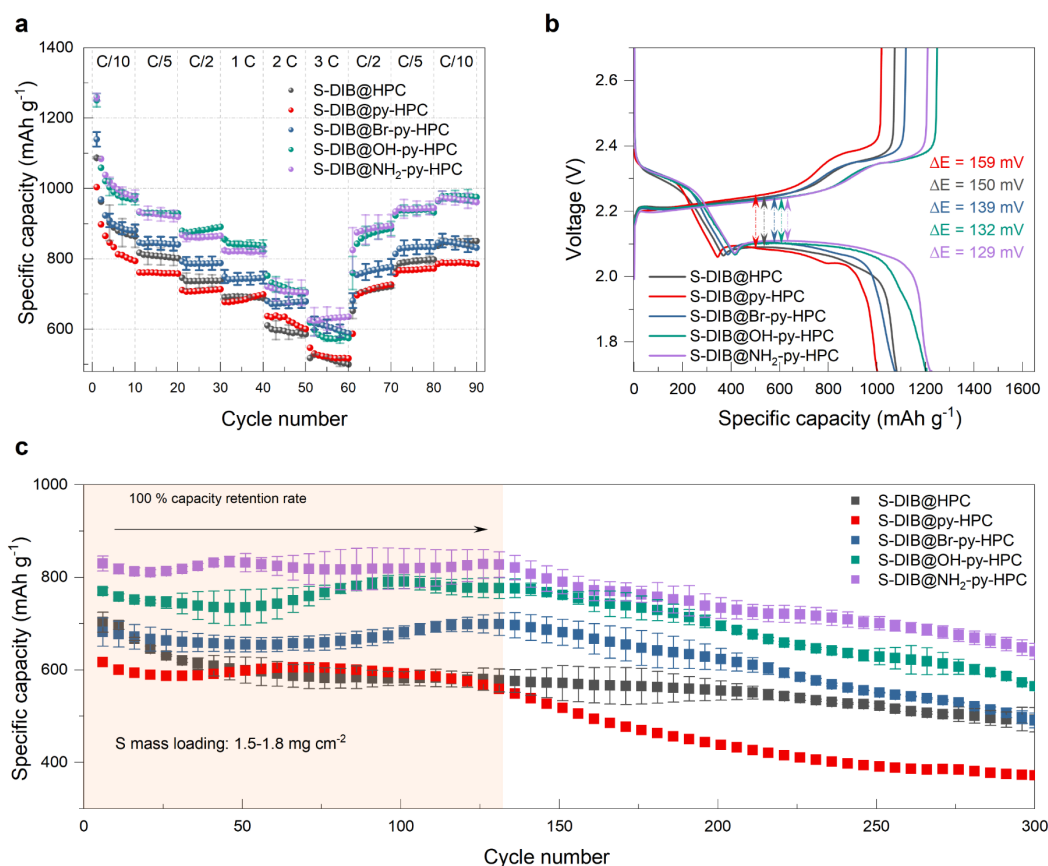 a
C/10 C/5 C/2 1 C 2 C 3 C C/2 C/5 C/10
1400
1200
1000
800
600
Specific capacity (mAh g⁻¹)
S-DIB@HPC
S-DIB@py-HPC
S-DIB@Br-py-HPC
S-DIB@OH-py-HPC
S-DIB@NH₂-py-HPC
0 10 20 30 40 50 60 70 80 90
Cycle number
b
2.6
2.4
2.2
2.0
1.8
Voltage (V)
ΔE = 159 mV
ΔE = 150 mV
ΔE = 139 mV
ΔE = 132 mV
ΔE = 129 mV
S-DIB@HPC
S-DIB@py-HPC
S-DIB@Br-py-HPC
S-DIB@OH-py-HPC
S-DIB@NH₂-py-HPC
0 200 400 600 800 1000 1200 1400 1600
Specific capacity (mAh g⁻¹)
c
1000
800
600
400
Specific capacity (mAh g⁻¹)
100 % capacity retention rate
S-DIB@HPC
S-DIB@py-HPC
S-DIB@Br-py-HPC
S-DIB@OH-py-HPC
S-DIB@NH₂-py-HPC
S mass loading: 1.5-1.8 mg cm⁻²
0 50 100 150 200 250 300
Cycle number